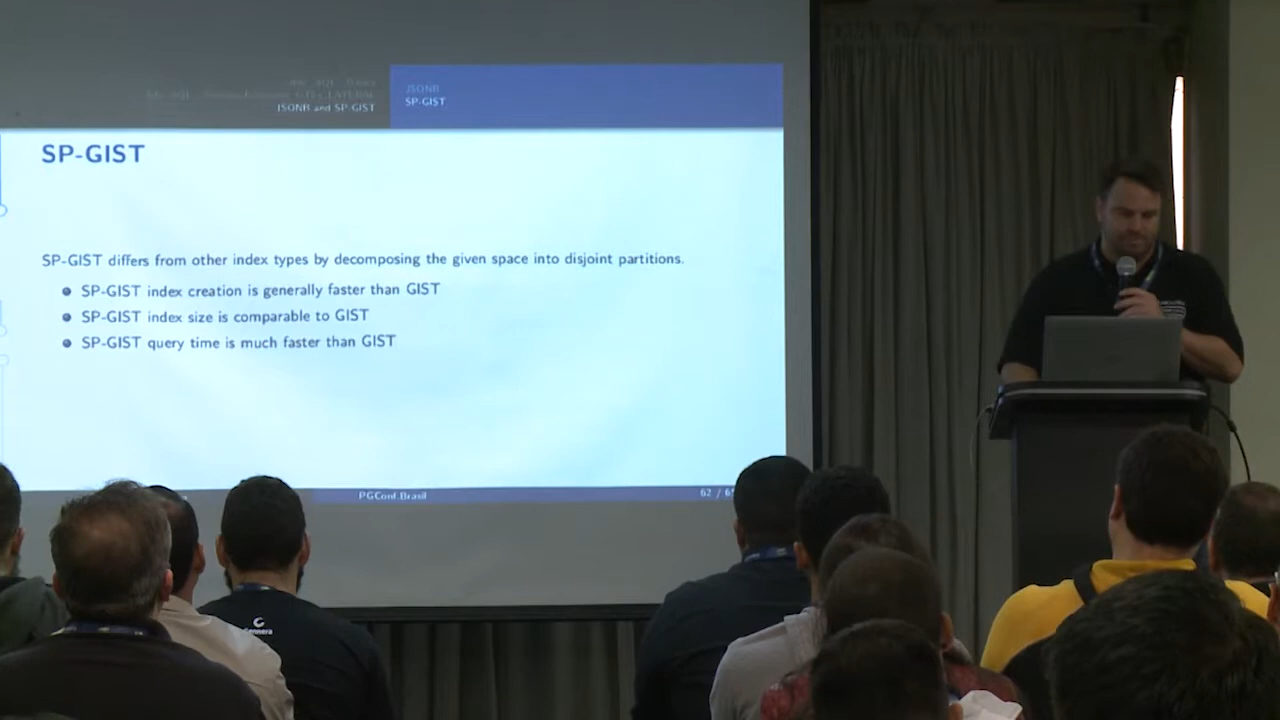 JSONB and SP-GIST
JSONB
SP-GIST
SP-GIST
SP-GIST differs from other index types by decomposing the given space into disjoint partitions.
SP-GIST index creation is generally faster than GIST
SP-GIST index size is comparable to GIST
SP-GIST query time is much faster than GIST
PGConf.Brasil
62 /